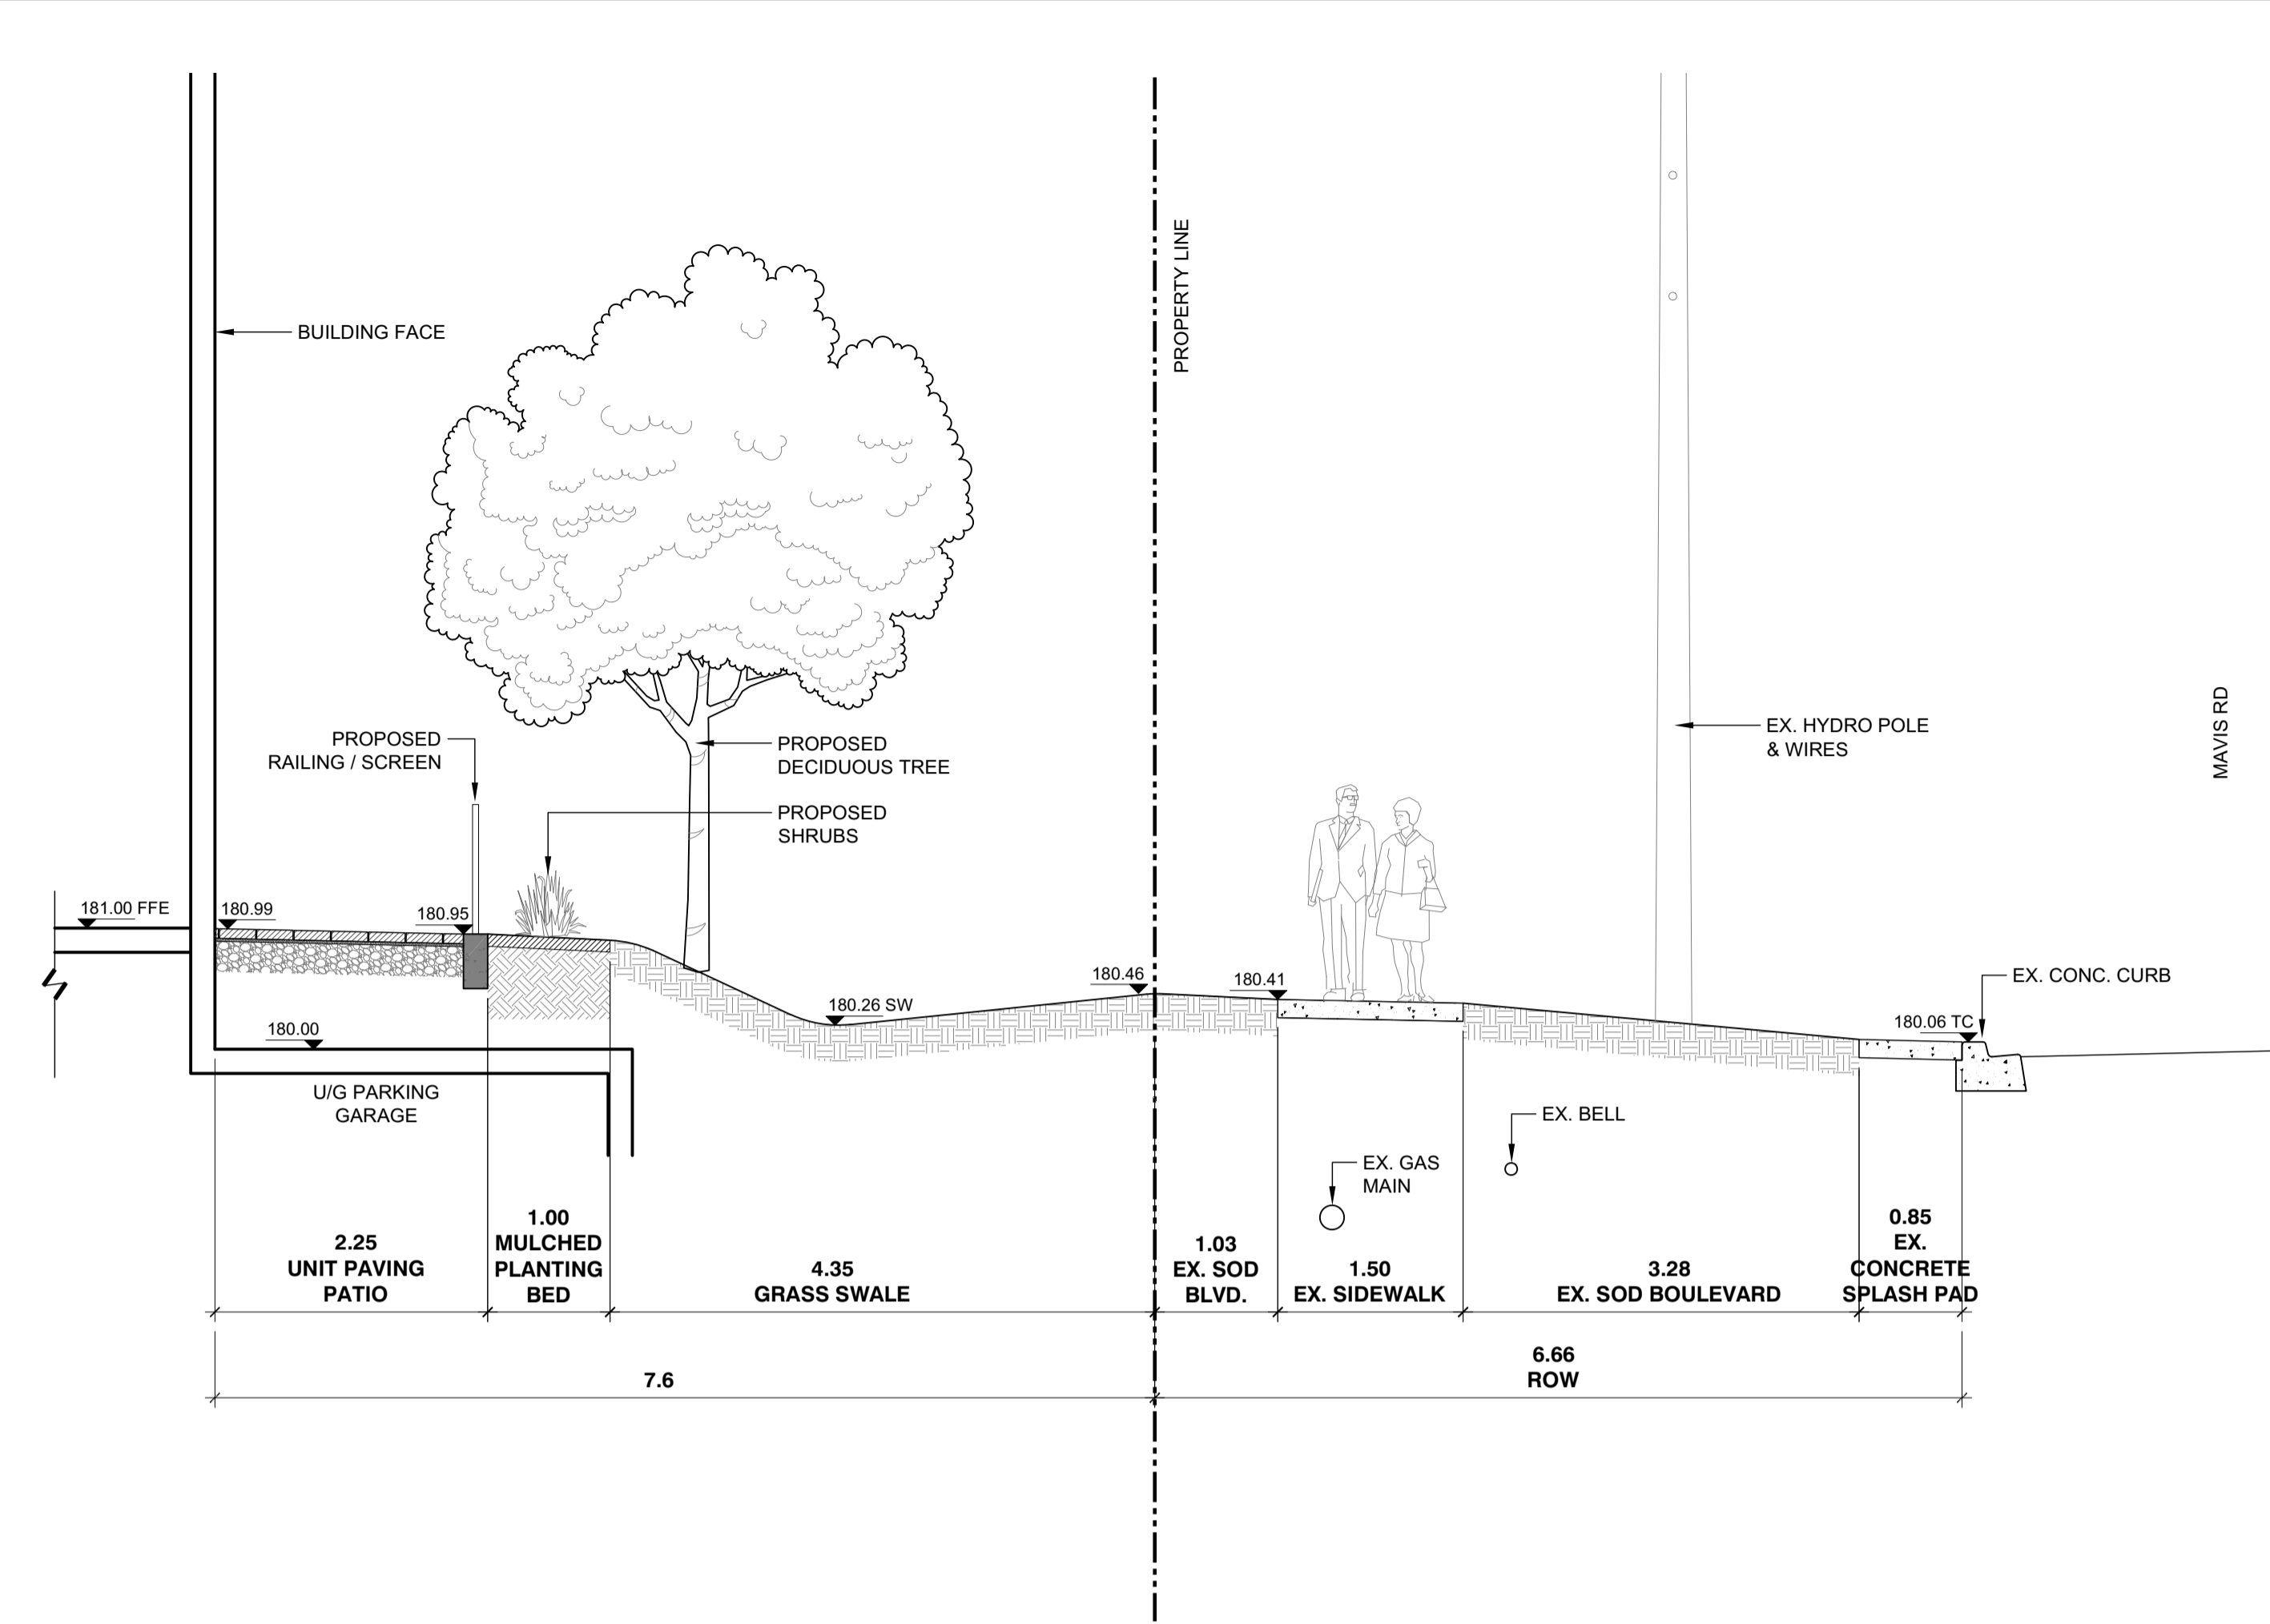 PROPERTY LINE
BUILDING FACE
MAVIS RD
EX. HYDRO POLE
& WIRES
PROPOSED
RAILING / SCREEN
PROPOSED
DECIDUOUS TREE
PROPOSED
SHRUBS
181.00 FFE
180.99
180.95
180.46
180.41
EX. CONC. CURB
180.26 SW
180.06 TC
180.00
U/G PARKING
GARAGE
EX. BELL
EX. GAS
MAIN
2.25
UNIT PAVING
PATIO
1.00
MULCHED
PLANTING
BED
4.35
GRASS SWALE
1.03
EX. SOD
BLVD.
1.50
EX. SIDEWALK
3.28
EX. SOD BOULEVARD
0.85
EX.
CONCRETE
SPLASH PAD
7.6
6.66
ROW